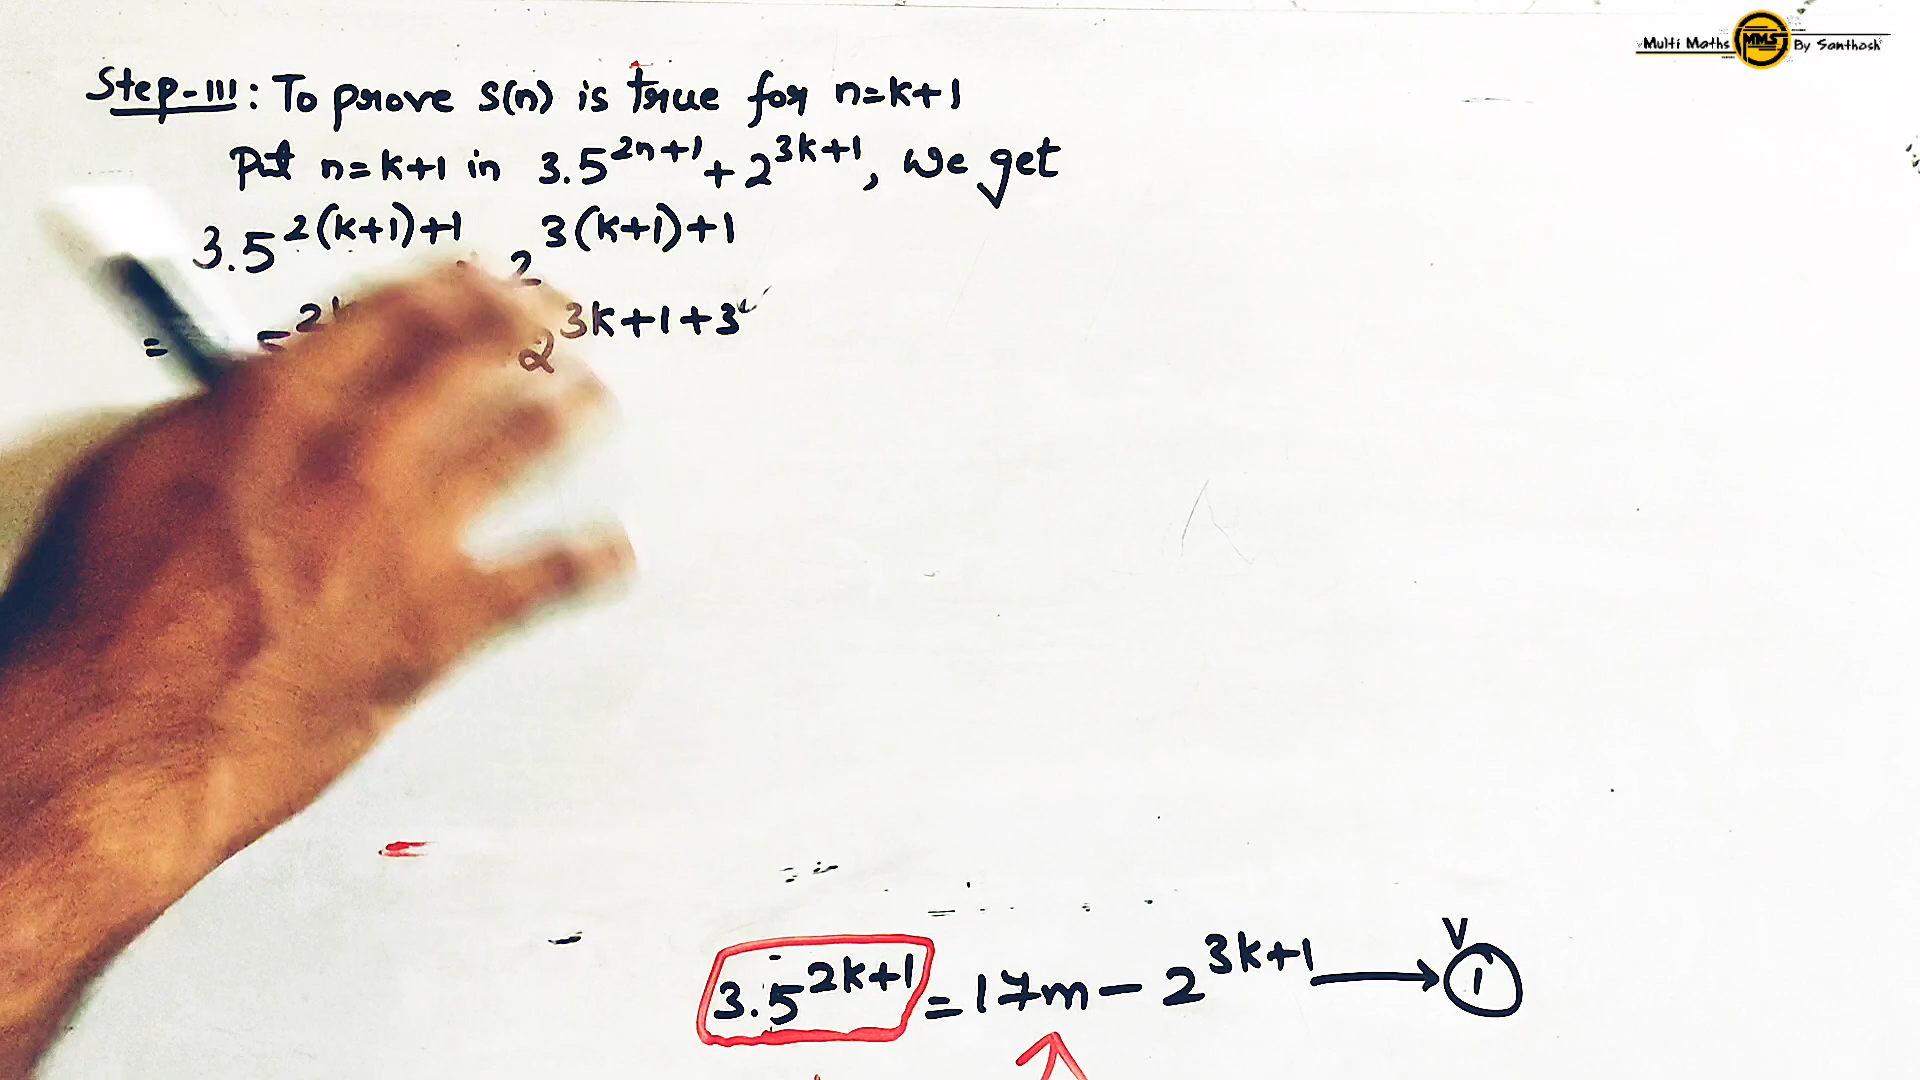 Multi Maths MMS By Santhosh
Step-III: To prove S(n) is true for n=k+1
Put n=k+1 in 3.5^{2n+1}+2^{3k+1}, we get
3.5^{2(k+1)+1} 2^{3(k+1)+1}
= 2^{3k+1+3}
3.5^{2k+1} = 17m - 2^{3k+1} → 1